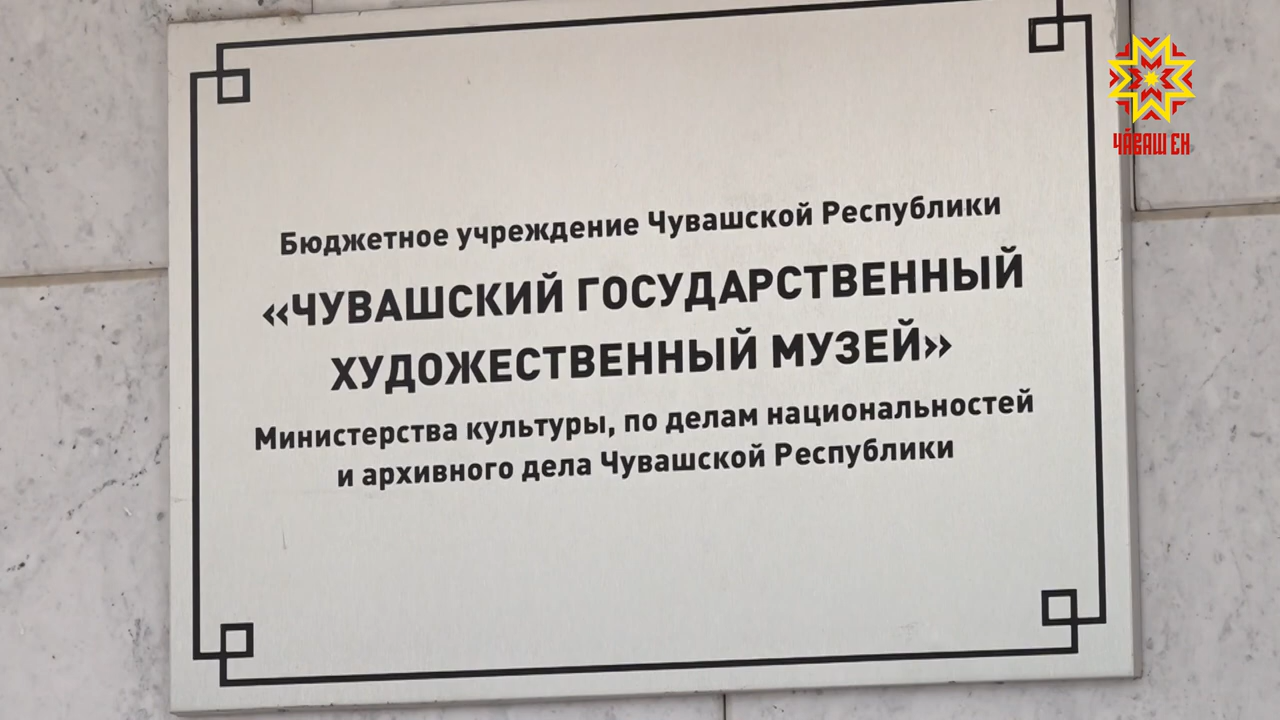 Бюджетное учреждение Чувашской Республики
«ЧУВАШСКИЙ ГОСУДАРСТВЕННЫЙ
ХУДОЖЕСТВЕННЫЙ МУЗЕЙ»
Министерства культуры, по делам национальностей
и архивного дела Чувашской Республики
ЧӐВАШ ЕН